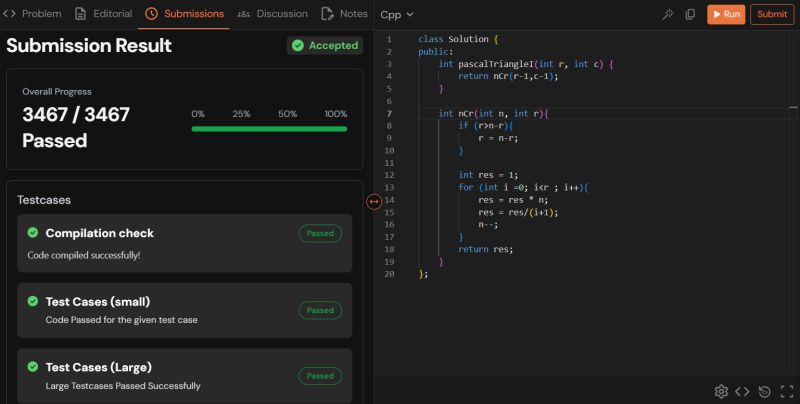 Problem Editorial Submissions Discussion Notes
Submission Result
Accepted
Overall Progress
3467 / 3467
Passed
0% 25% 50% 100%
Testcases
Compilation check
Passed
Code compiled successfully!
Test Cases (small)
Code Passed for the given test case
Passed
Test Cases (Large)
Large Testcases Passed Successfully
Passed
Cpp
Run
Submit
1 class Solution {
2 public:
3 int pascalTriangleI(int r, int c) {
4 return nCr(r-1,c-1);
5 }
6
7 int nCr(int n, int r){
8 if (r>n-r){
9 r = n-r;
10 }
11
12 int res = 1;
13 for (int i =0; i<r ; i++){
14 res = res * n;
15 res = res/(i+1);
16 n--;
17 }
18 return res;
19 }
20 };